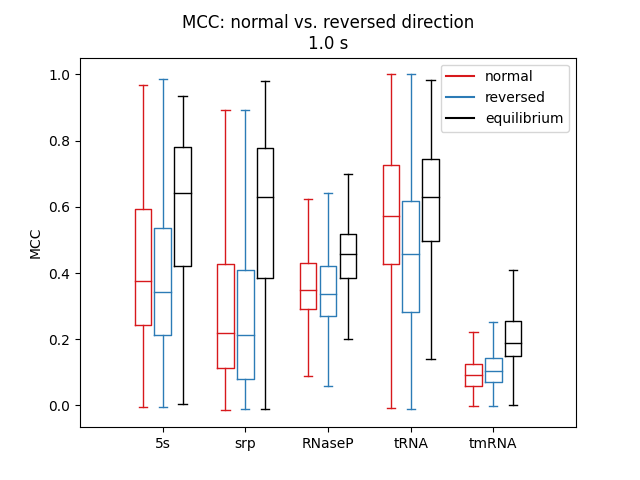 MCC: normal vs. reversed direction
1.0 s
1.0
0.8
0.6
0.4
0.2
0.0
MCC
normal
reversed
equilibrium
5s
srp
RNaseP
tRNA
tmRNA